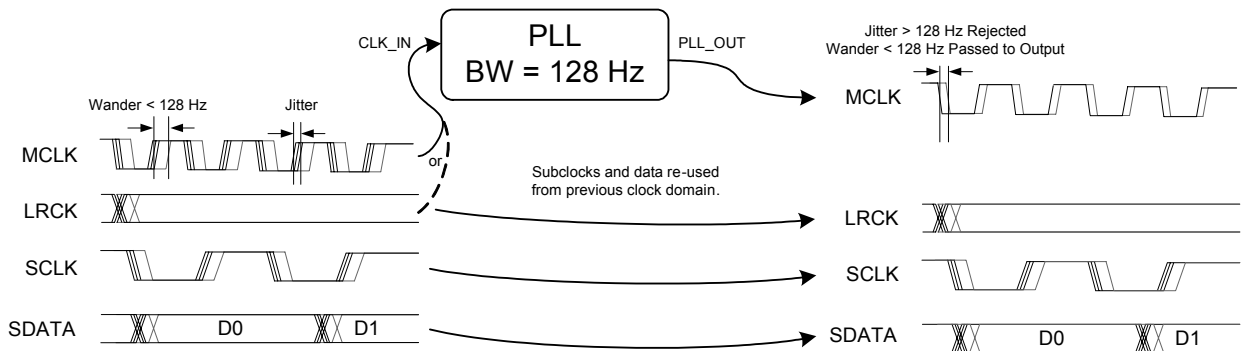 PLL
BW = 128 Hz
CLK_IN
PLL_OUT
Jitter > 128 Hz Rejected
Wander < 128 Hz Passed to Output
Wander < 128 Hz
Jitter
MCLK
or
MCLK
Subclocks and data re-used
from previous clock domain.
LRCK
LRCK
SCLK
SCLK
SDATA
D0
D1
SDATA
D0
D1